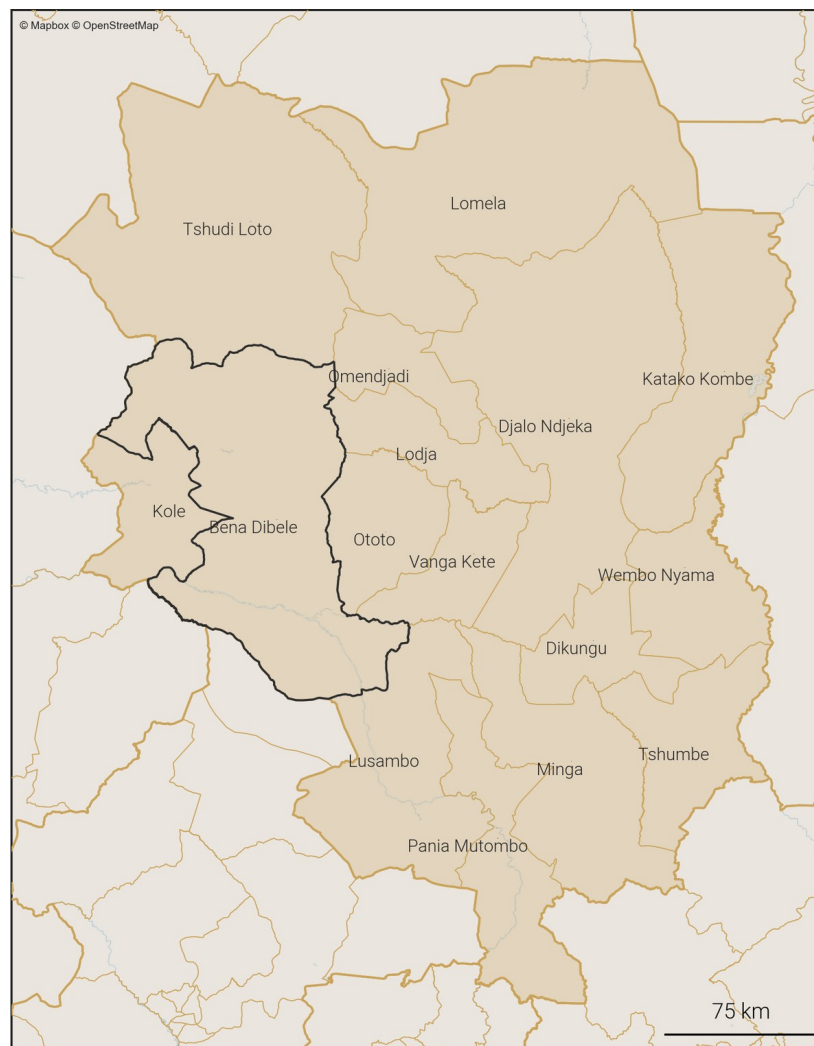 © Mapbox © OpenStreetMap
Lomela
Tshudi Loto
Omendjadi
Katako Kombe
Djalo Ndjeka
Lodja
Kole
Bena Dibele
Ototo
Vanga Kete
Wembo Nyama
Dikungu
Lusambo
Minga
Tshumbe
Pania Mutombo
75 km